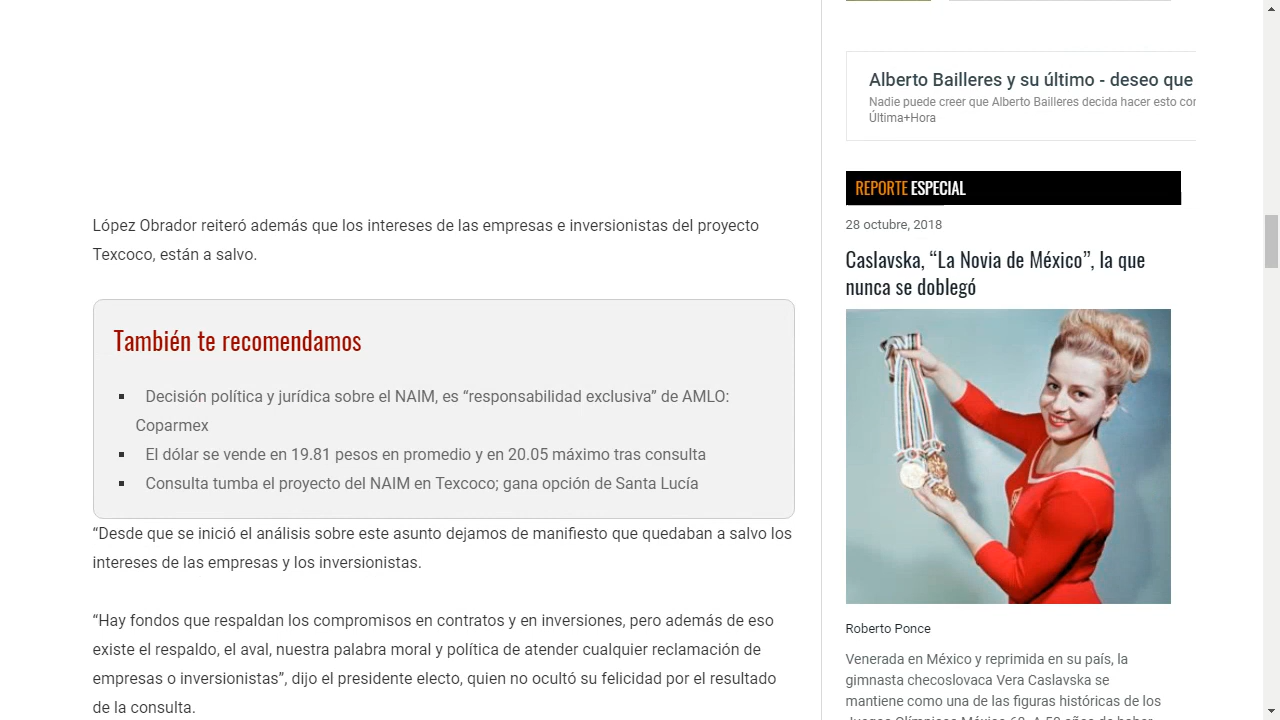 López Obrador reiteró además que los intereses de las empresas e inversionistas del proyecto
Texcoco, están a salvo.
También te recomendamos
Decisión política y jurídica sobre el NAIM, es “responsabilidad exclusiva” de AMLO:
Coparmex
El dólar se vende en 19.81 pesos en promedio y en 20.05 máximo tras consulta
Consulta tumba el proyecto del NAIM en Texcoco; gana opción de Santa Lucía
“Desde que se inició el análisis sobre este asunto dejamos de manifiesto que quedaban a salvo los
intereses de las empresas y los inversionistas.
“Hay fondos que respaldan los compromisos en contratos y en inversiones, pero además de eso
existe el respaldo, el aval, nuestra palabra moral y política de atender cualquier reclamación de
empresas o inversionistas”, dijo el presidente electo, quien no ocultó su felicidad por el resultado
de la consulta.
Alberto Bailleres y su último - deseo que
Nadie puede creer que Alberto Bailleres decida hacer esto cor
Última+Hora
REPORTE ESPECIAL
28 octubre, 2018
Caslavska, “La Novia de México”, la que
nunca se doblegó
Roberto Ponce
Venerada en México y reprimida en su país, la
gimnasta checoslovaca Vera Caslavska se
mantiene como una de las figuras históricas de los
Juegos Olímpicos México 68. A 50 años de haber